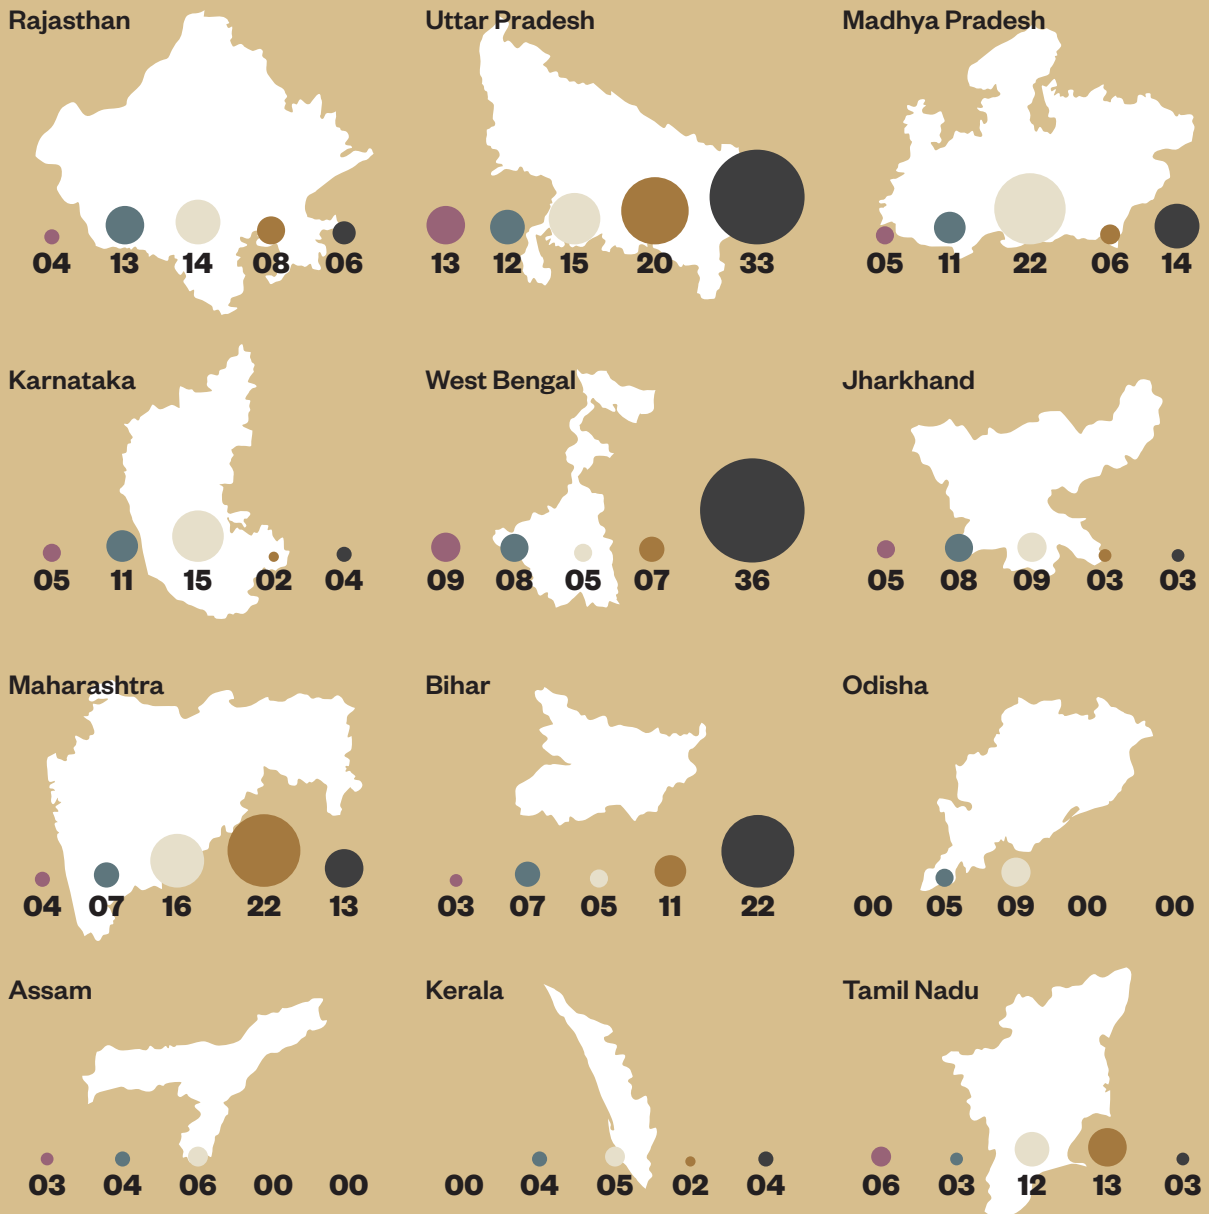 Rajasthan
Uttar Pradesh
Madhya Pradesh
04 13 14 08 06
13 12 15 20 33
05 11 22 06 14
Karnataka
West Bengal
Jharkhand
05 11 15 02 04
09 08 05 07 36
05 08 09 03 03
Maharashtra
Bihar
Odisha
04 07 16 22 13
03 07 05 11 22
00 05 09 00 00
Assam
Kerala
Tamil Nadu
03 04 06 00 00
00 04 05 02 04
06 03 12 13 03